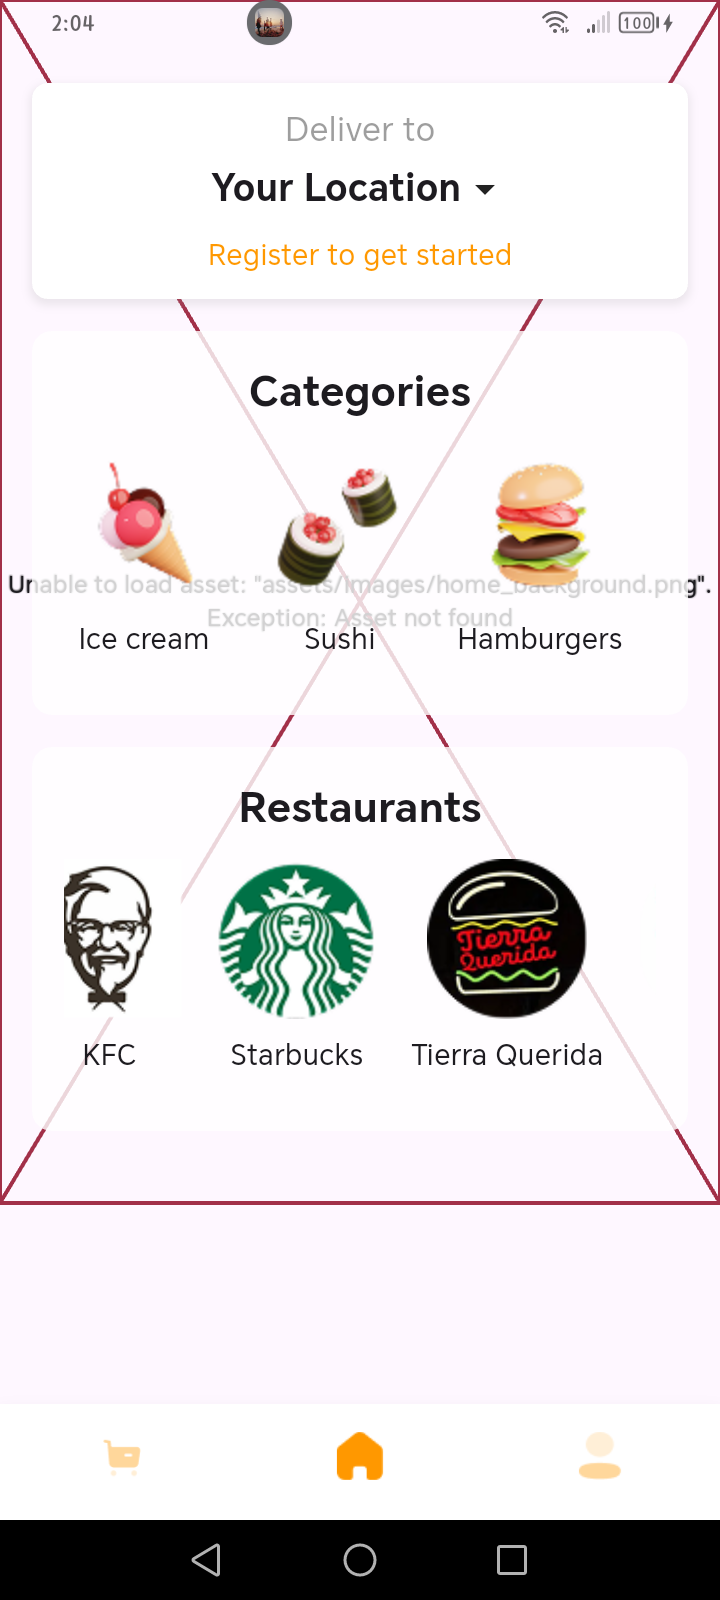 2:04
100
Deliver to
Your Location
Register to get started
Categories
Unable to load asset: "assets/images/home_background.png".
Exception: Asset not found
Ice cream
Sushi
Hamburgers
Restaurants
Tierra
Querida
KFC
Starbucks
Tierra Querida